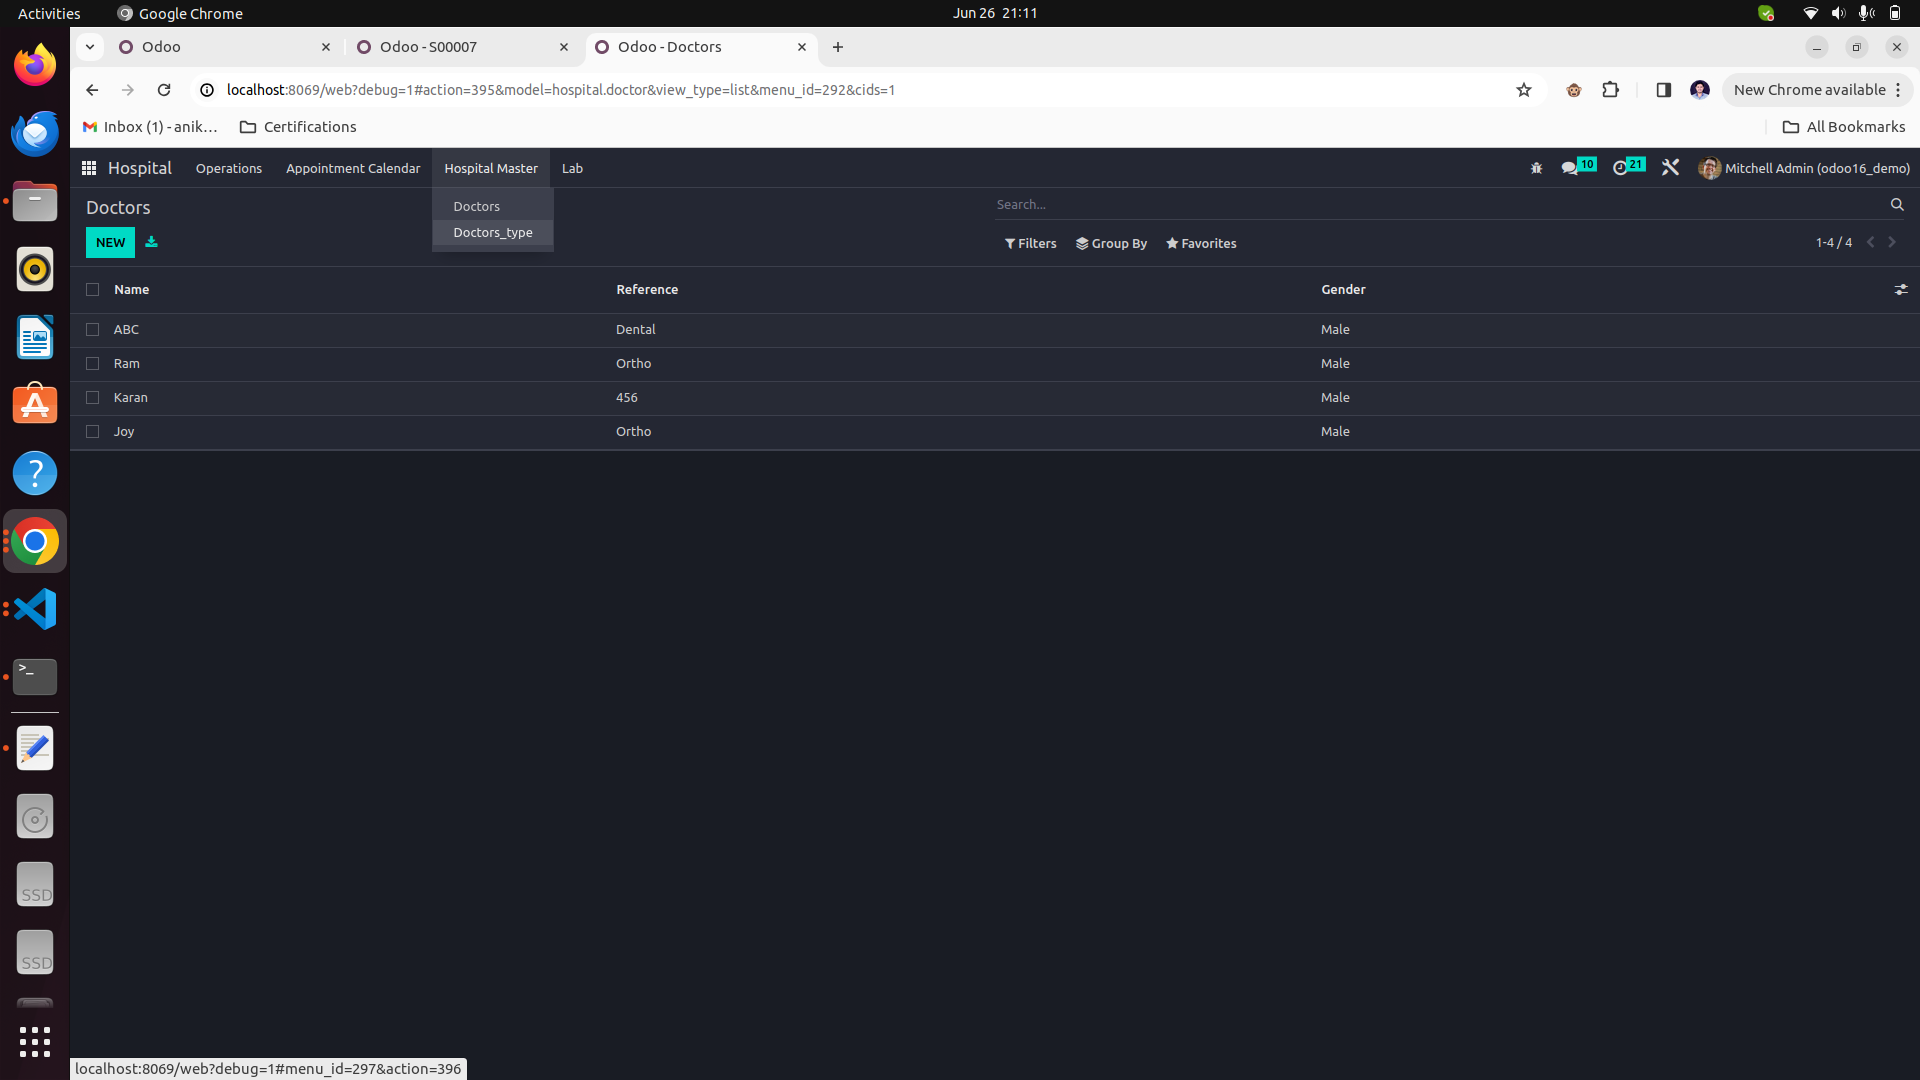 Activities Google Chrome Jun 26 21:11
Odoo Odoo - S00007 Odoo - Doctors
localhost:8069/web?debug=1#action=395&model=hospital.doctor&view_type=list&menu_id=292&cids=1 New Chrome available
Inbox (1) - anik... Certifications All Bookmarks
Hospital Operations Appointment Calendar Hospital Master Lab 10 21 Mitchell Admin (odoo16_demo)
Doctors Doctors Search...
NEW Doctors_type Filters Group By Favorites 1-4 / 4
Name Reference Gender
ABC Dental Male
Ram Ortho Male
Karan 456 Male
Joy Ortho Male
?
>_
SSD
SSD
localhost:8069/web?debug=1#menu_id=297&action=396